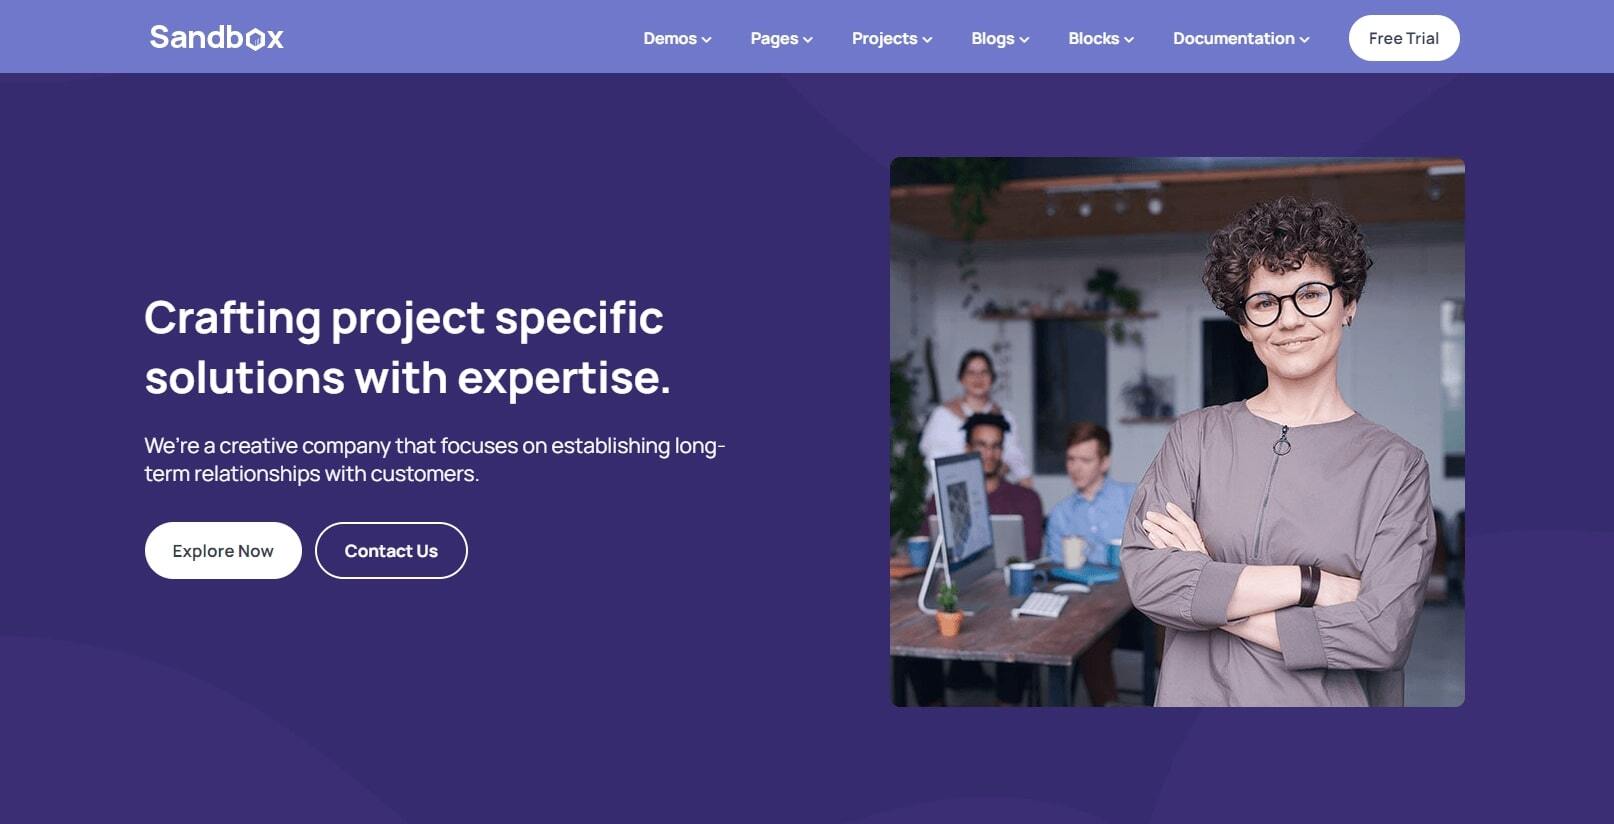 Sandbox
Demos Pages Projects Blogs Blocks Documentation Free Trial
Crafting project specific
solutions with expertise.
We're a creative company that focuses on establishing long-
term relationships with customers.
Explore Now Contact Us